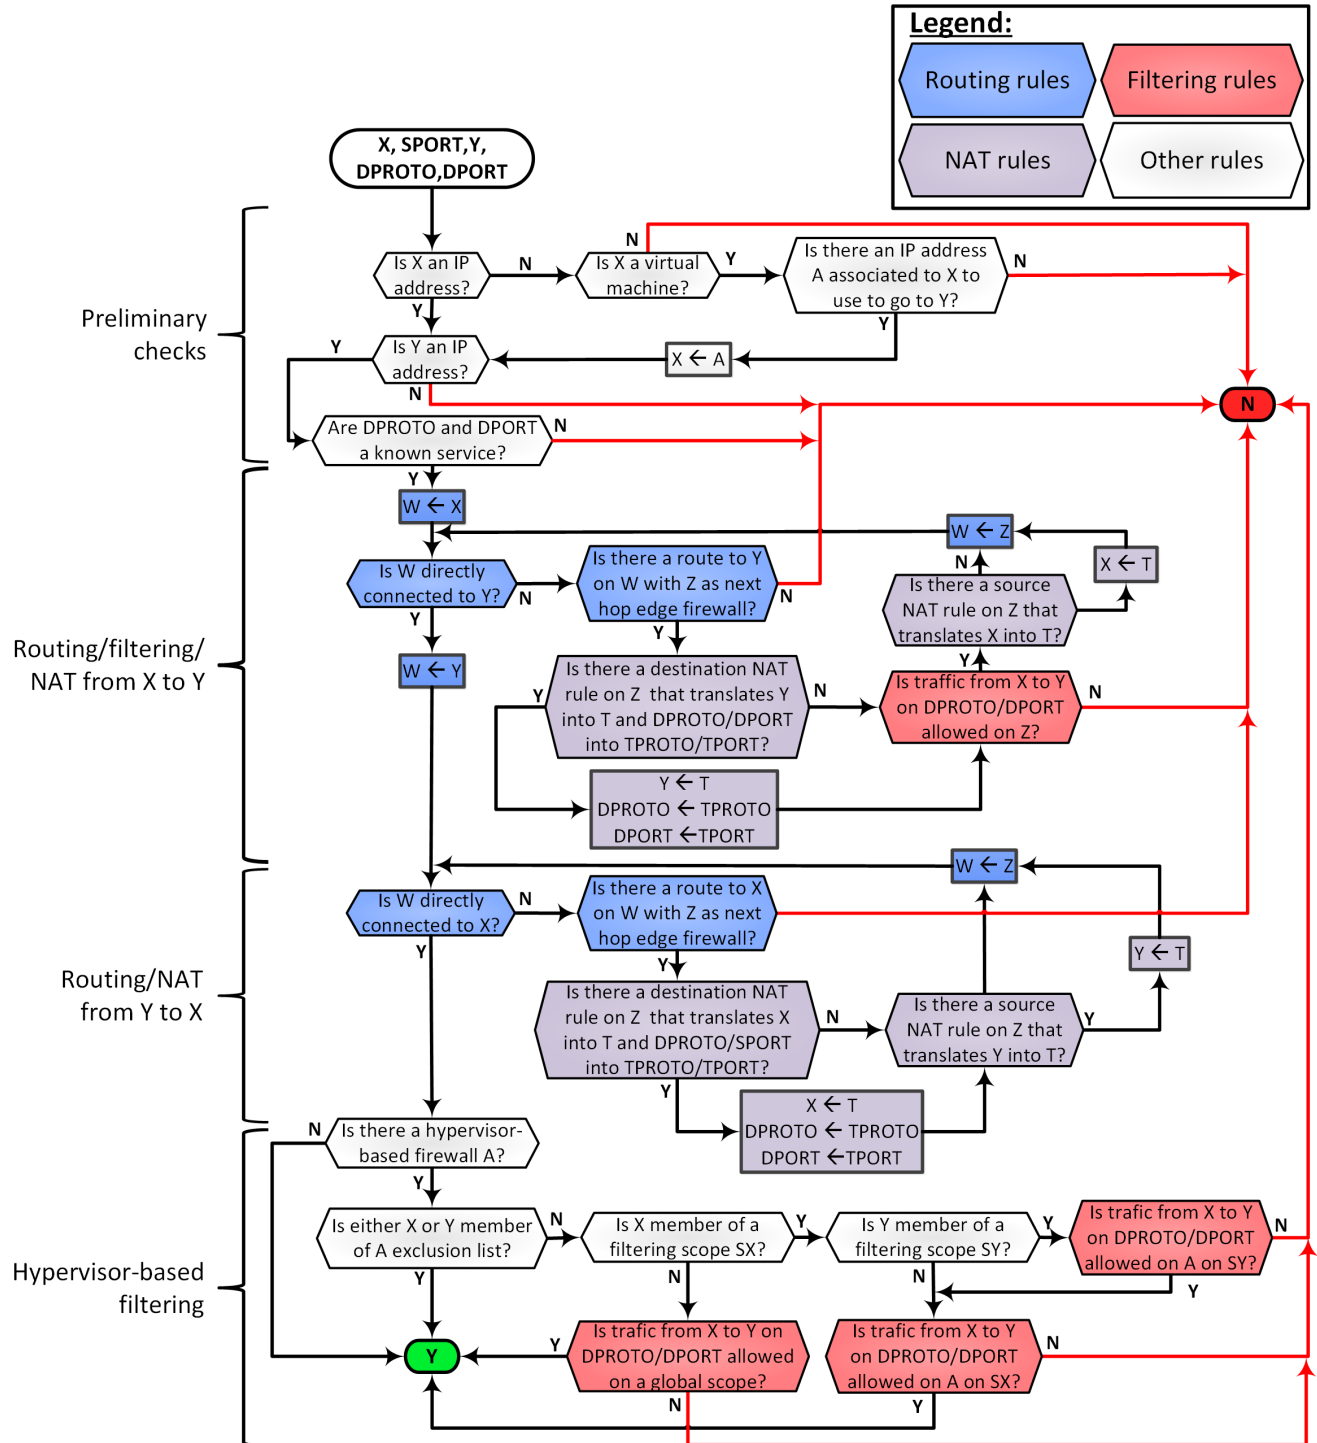 Legend:
Routing rules
Filtering rules
NAT rules
Other rules
X, SPORT,Y,
DPROTO,DPORT
Preliminary
checks
Is X an IP
address?
N
Y
Is X a virtual
machine?
N
Y
Is there an IP address
A associated to X to
use to go to Y?
N
Y
X ← A
Is Y an IP
address?
Y
N
N
Are DPROTO and DPORT
a known service?
N
Y
Routing/filtering/
NAT from X to Y
W ← X
Is W directly
connected to Y?
N
Y
Is there a route to Y
on W with Z as next
hop edge firewall?
N
Y
W ← Z
X ← T
N
Is there a source
NAT rule on Z that
translates X into T?
Y
W ← Y
Is there a destination NAT
rule on Z that translates Y
into T and DPROTO/DPORT
into TPROTO/TPORT?
Y
N
Is traffic from X to Y
on DPROTO/DPORT
allowed on Z?
N
Y ← T
DPROTO ← TPROTO
DPORT ←TPORT
Routing/NAT
from Y to X
W ← Z
Is W directly
connected to X?
N
Y
Is there a route to X
on W with Z as next
hop edge firewall?
Y
Y ← T
Is there a destination NAT
rule on Z that translates X
into T and DPROTO/SPORT
into TPROTO/TPORT?
N
Y
Is there a source
NAT rule on Z that
translates Y into T?
Y
X ← T
DPROTO ← TPROTO
DPORT ←TPORT
Hypervisor-based
filtering
Is there a hypervisor-
based firewall A?
N
Y
Is either X or Y member
of A exclusion list?
N
Y
Is X member of a
filtering scope SX?
Y
N
Is Y member of a
filtering scope SY?
Y
N
Is trafic from X to Y
on DPROTO/DPORT
allowed on A on SY?
N
Y
Y
Is trafic from X to Y on
DPROTO/DPORT allowed
on a global scope?
Y
N
Is trafic from X to Y
on DPROTO/DPORT
allowed on A on SX?
N
Y